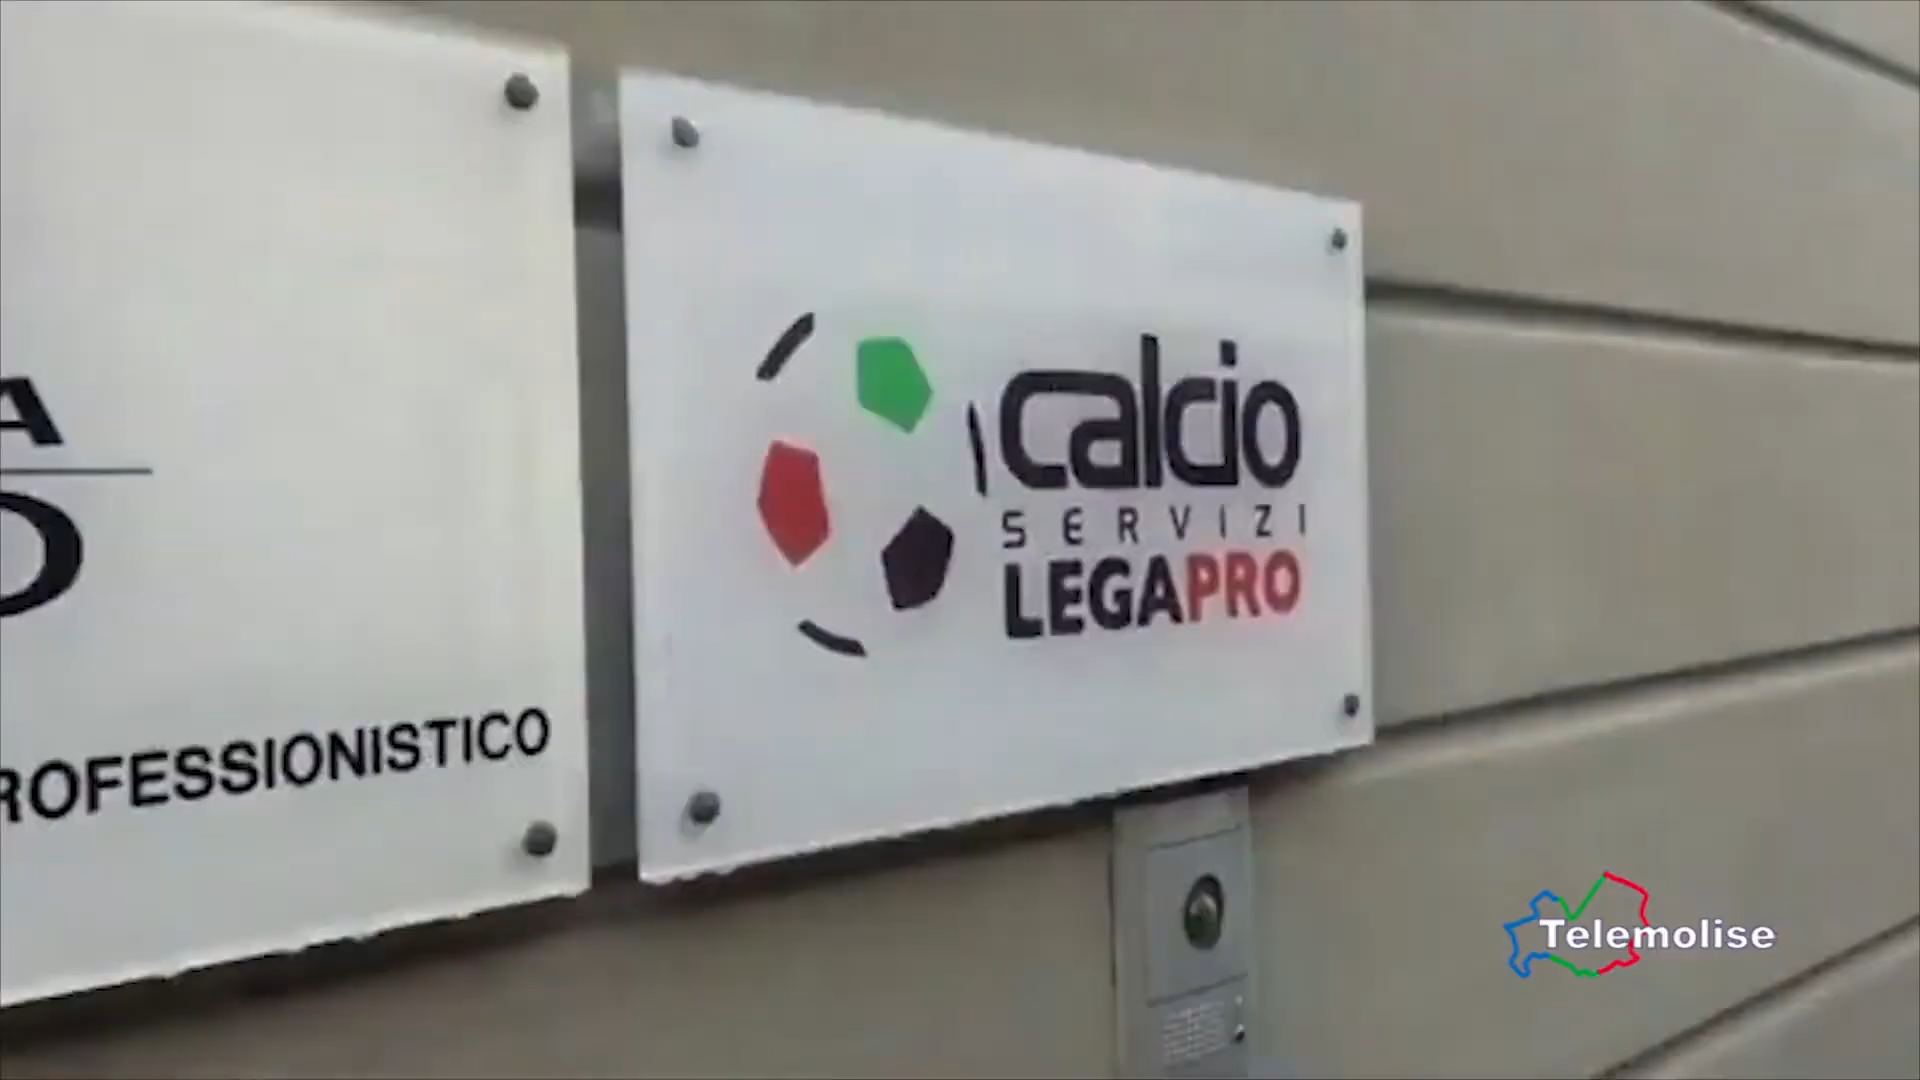 A
O
ROFESSIONISTICO
Calcio
SERVIZI
LEGAPRO
Telemolise